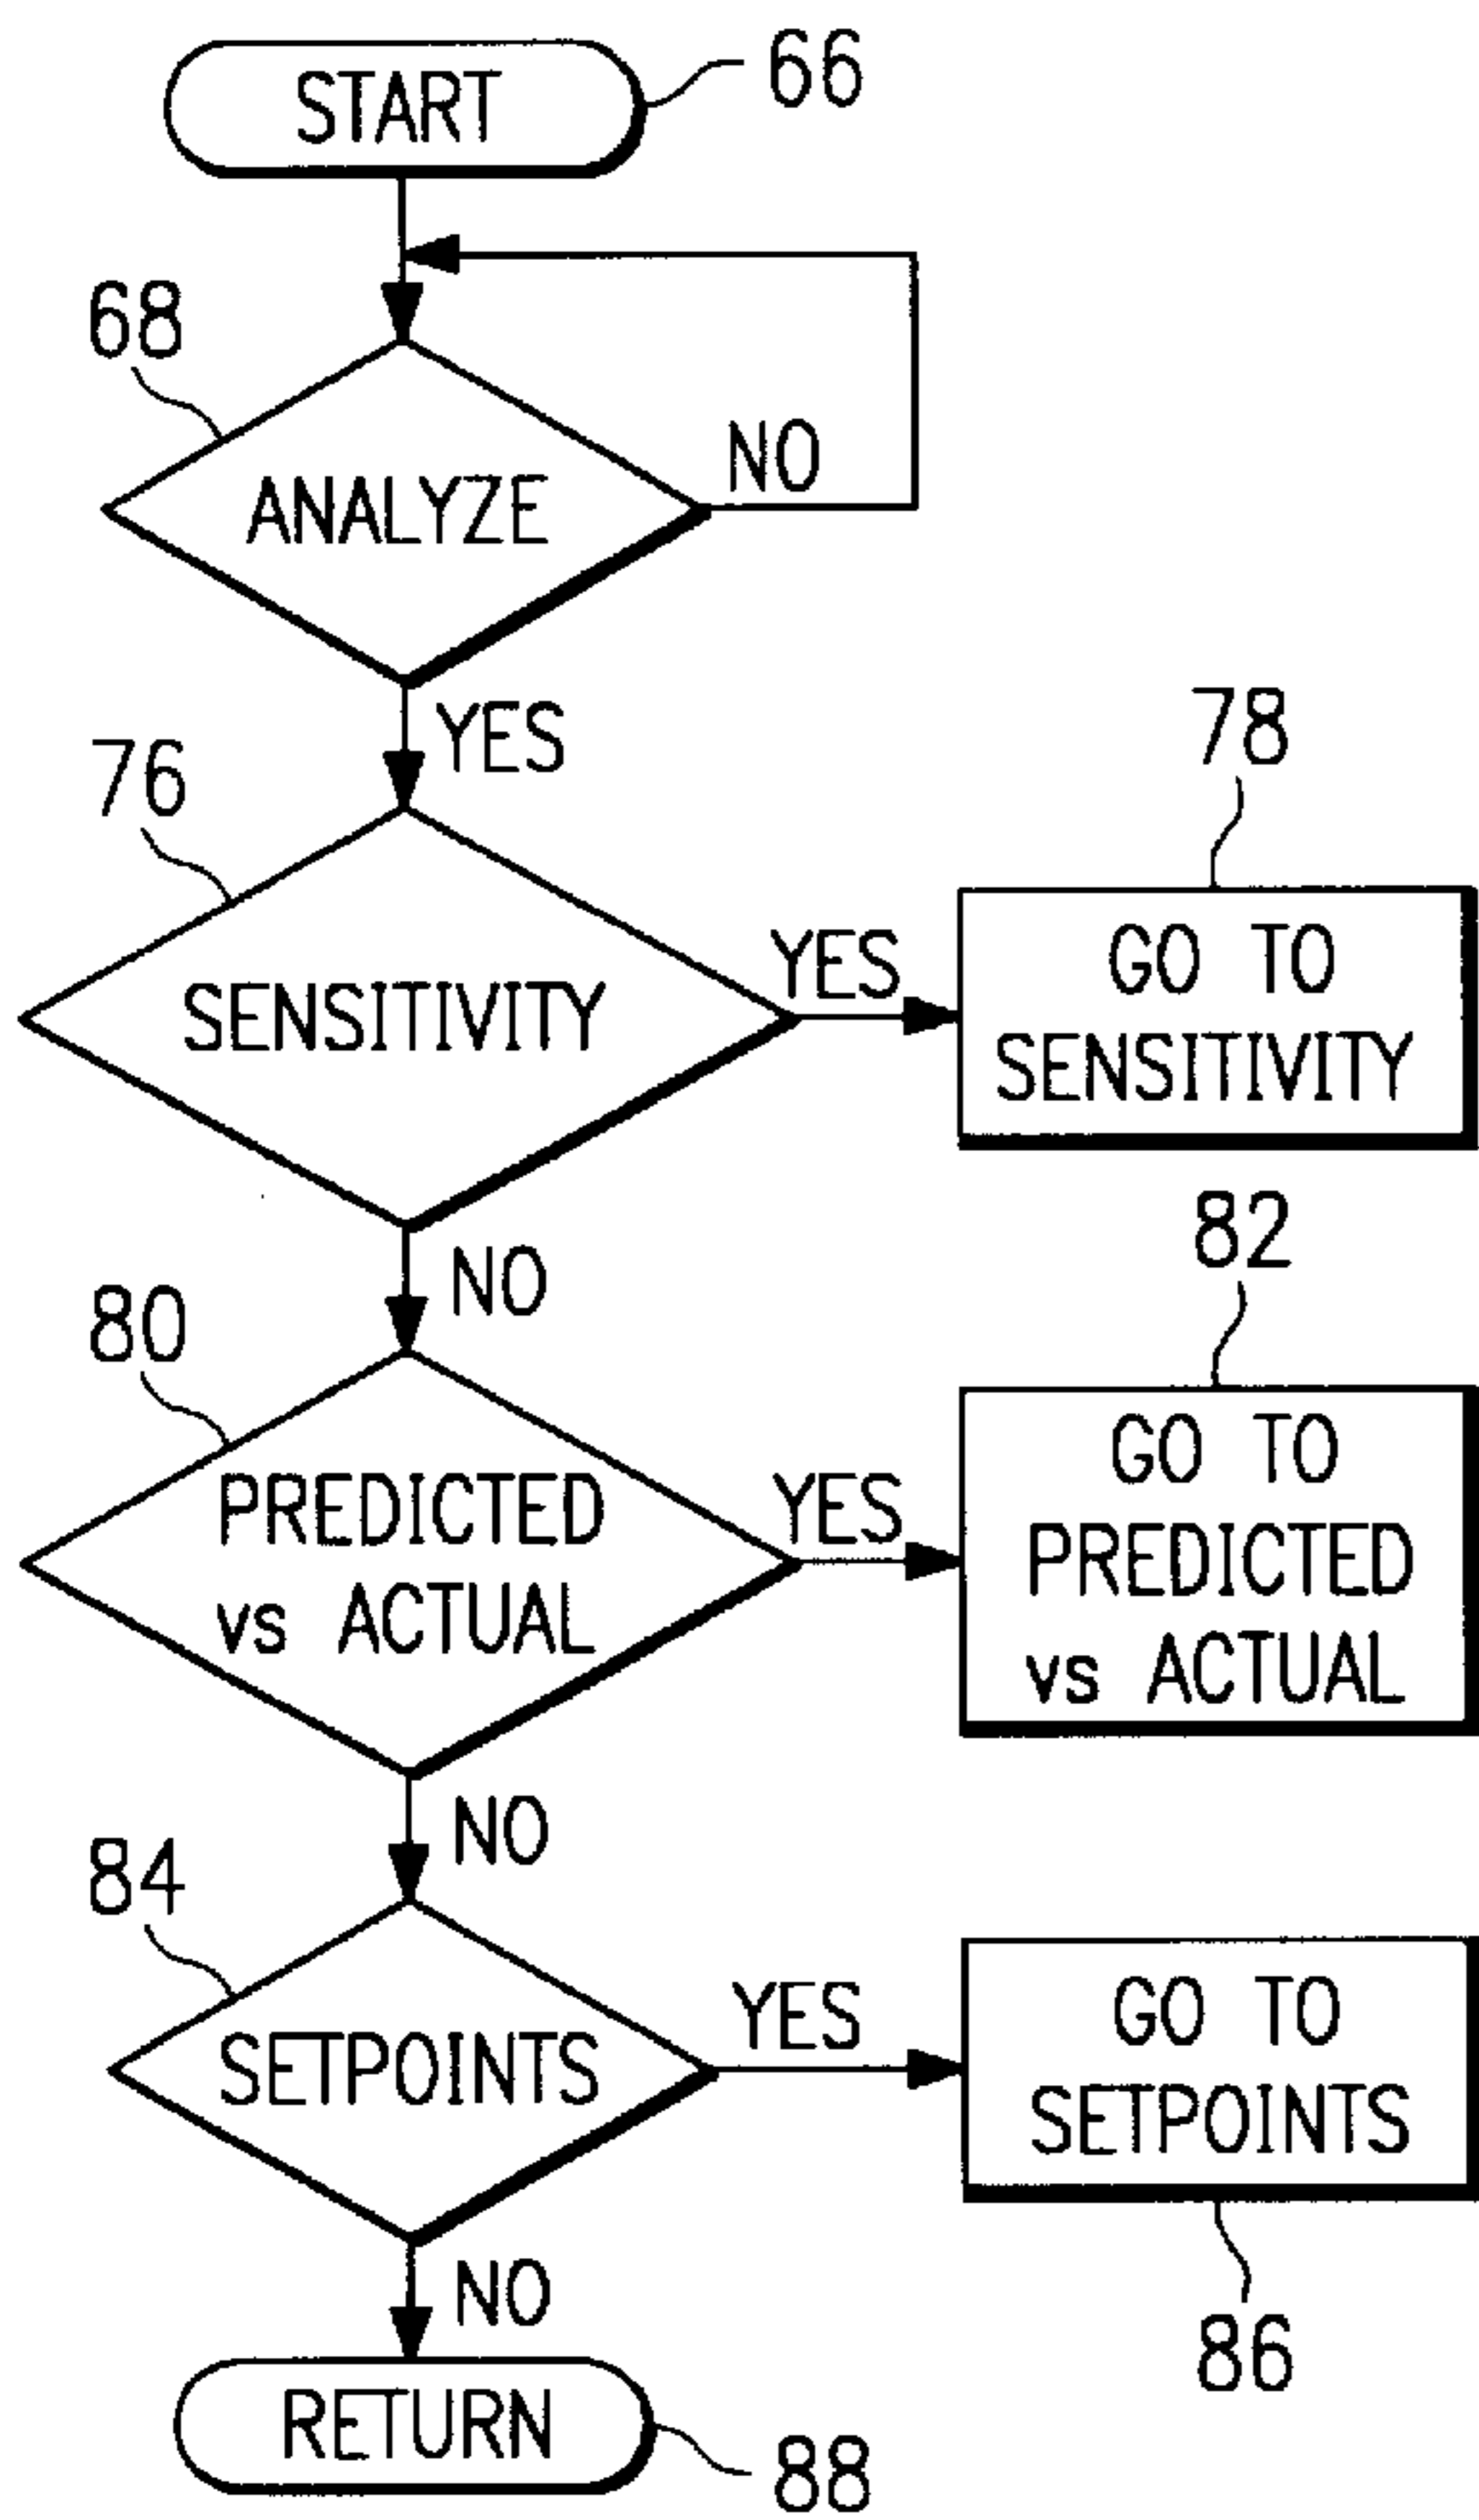 START
66
68
ANALYZE
NO
YES
76
78
SENSITIVITY
YES
GO TO
SENSITIVITY
NO
80
82
PREDICTED
vs ACTUAL
YES
GO TO
PREDICTED
vs ACTUAL
NO
84
SETPOINTS
YES
GO TO
SETPOINTS
86
NO
RETURN
88